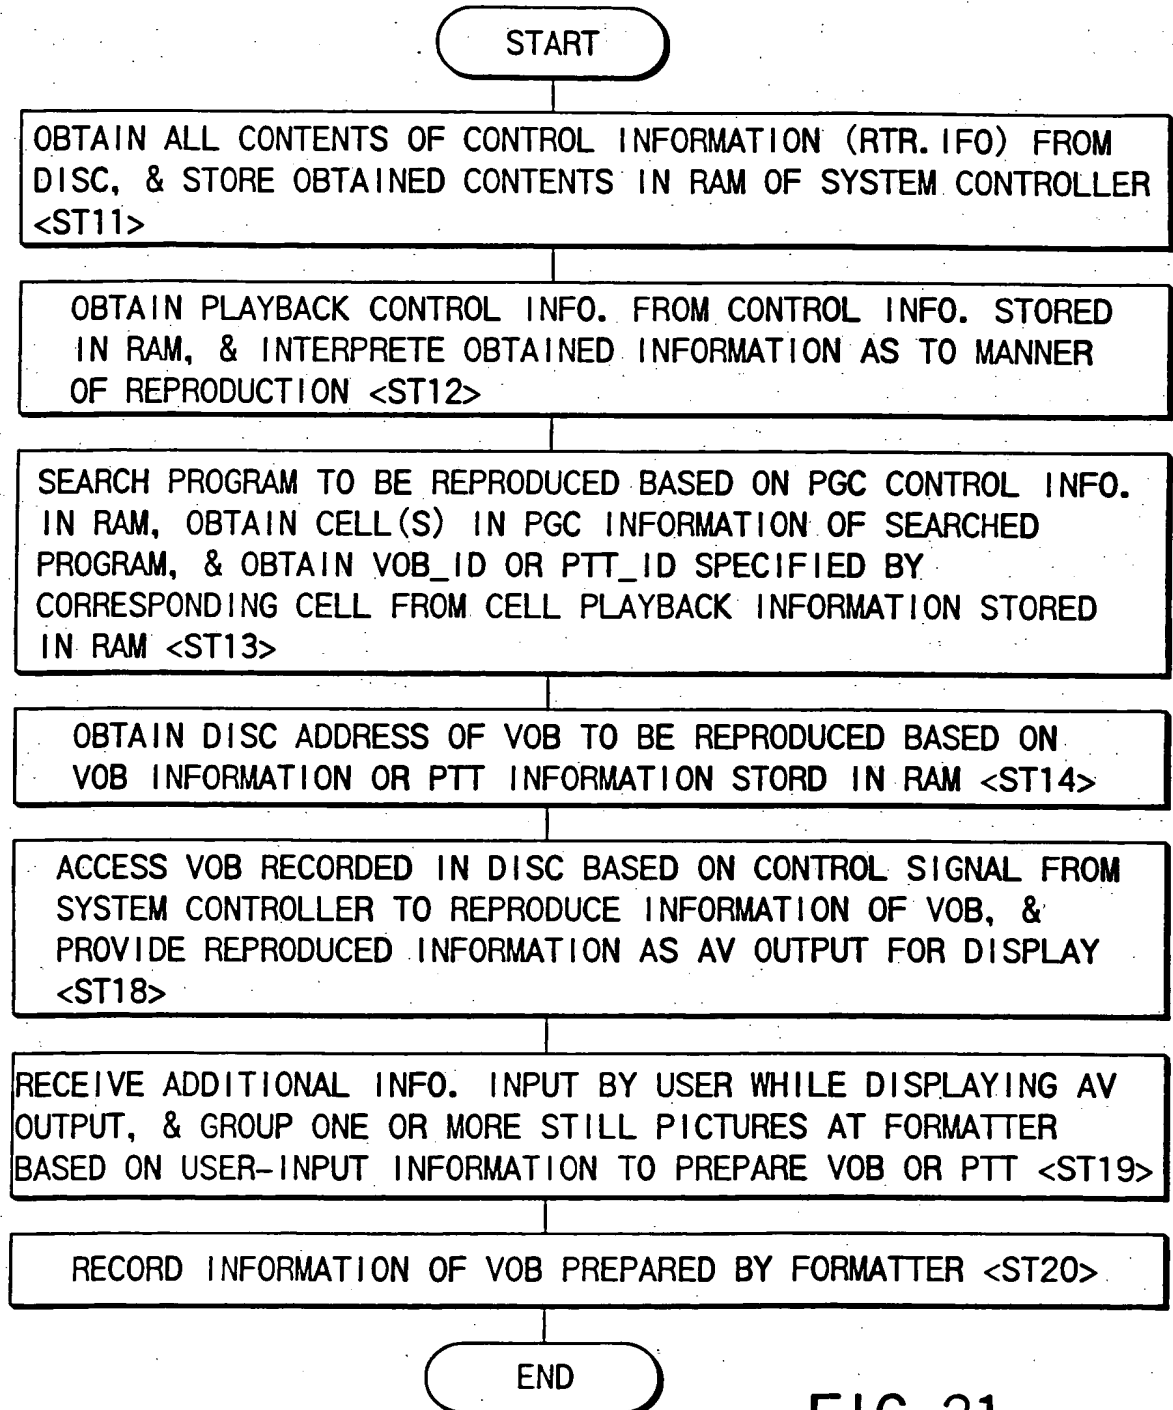 START
OBTAIN ALL CONTENTS OF CONTROL INFORMATION (RTR.IFO) FROM
DISC, & STORE OBTAINED CONTENTS IN RAM OF SYSTEM CONTROLLER
<ST11>
OBTAIN PLAYBACK CONTROL INFO. FROM CONTROL INFO. STORED
IN RAM, & INTERPRETE OBTAINED INFORMATION AS TO MANNER
OF REPRODUCTION <ST12>
SEARCH PROGRAM TO BE REPRODUCED BASED ON PGC CONTROL INFO.
IN RAM, OBTAIN CELL(S) IN PGC INFORMATION OF SEARCHED
PROGRAM, & OBTAIN VOB_ID OR PTT_ID SPECIFIED BY
CORRESPONDING CELL FROM CELL PLAYBACK INFORMATION STORED
IN RAM <ST13>
OBTAIN DISC ADDRESS OF VOB TO BE REPRODUCED BASED ON
VOB INFORMATION OR PTT INFORMATION STORD IN RAM <ST14>
ACCESS VOB RECORDED IN DISC BASED ON CONTROL SIGNAL FROM
SYSTEM CONTROLLER TO REPRODUCE INFORMATION OF VOB, &
PROVIDE REPRODUCED INFORMATION AS AV OUTPUT FOR DISPLAY
<ST18>
RECEIVE ADDITIONAL INFO. INPUT BY USER WHILE DISPLAYING AV
OUTPUT, & GROUP ONE OR MORE STILL PICTURES AT FORMATTER
BASED ON USER-INPUT INFORMATION TO PREPARE VOB OR PTT <ST19>
RECORD INFORMATION OF VOB PREPARED BY FORMATTER <ST20>
END
FIG. 21